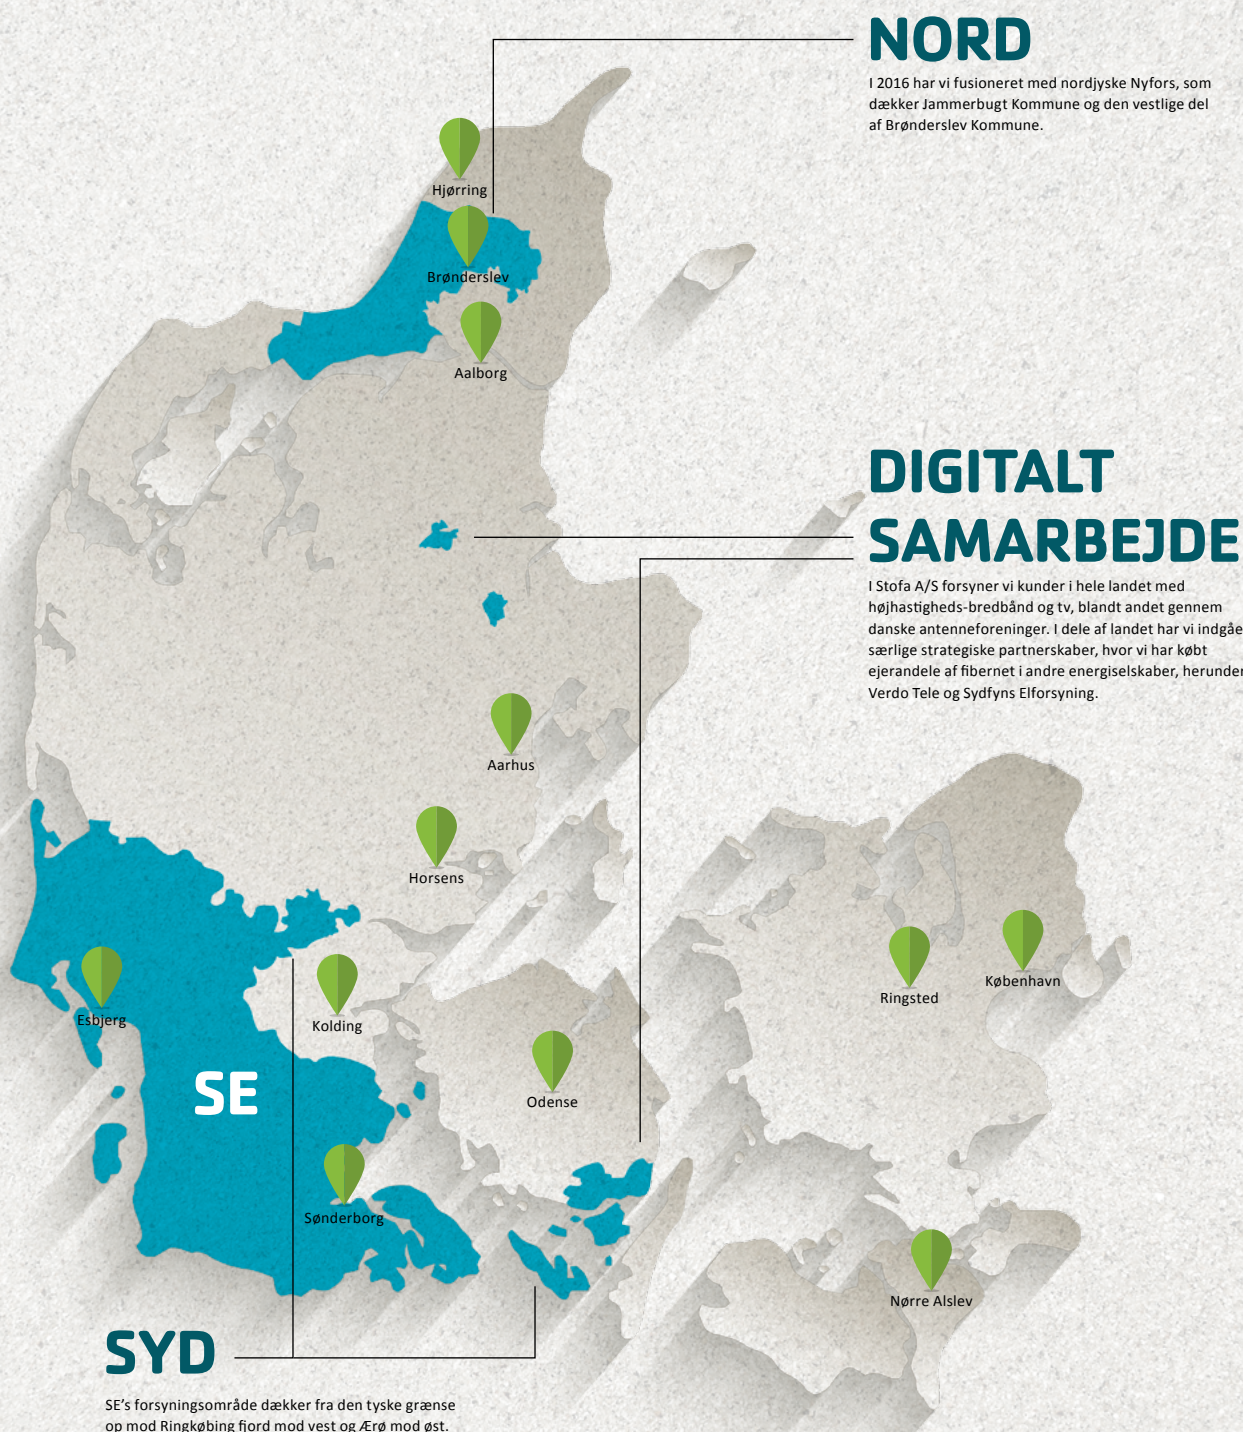 NORD
I 2016 har vi fusioneret med nordjyske Nyfors, som
dækker Jammerbugt Kommune og den vestlige del
af Brønderslev Kommune.
Hjørring
Brønderslev
Aalborg
DIGITALT
SAMARBEJDE
I Stofa A/S forsyner vi kunder i hele landet med
højhastigheds-bredbånd og tv, blandt andet gennem
danske antenneforeninger. I dele af landet har vi indgåe
særlige strategiske partnerskaber, hvor vi har købt
ejerandele af fibernet i andre energiselskaber, herunder
Verdo Tele og Sydfyns Elforsyning.
Aarhus
Horsens
København
Ringsted
Esbjerg
Kolding
SE
Odense
Sønderborg
Nørre Alslev
SYD
SE's forsyningsområde dækker fra den tyske grænse
op mod Ringkøbing fjord mod vest og Ærø mod øst.